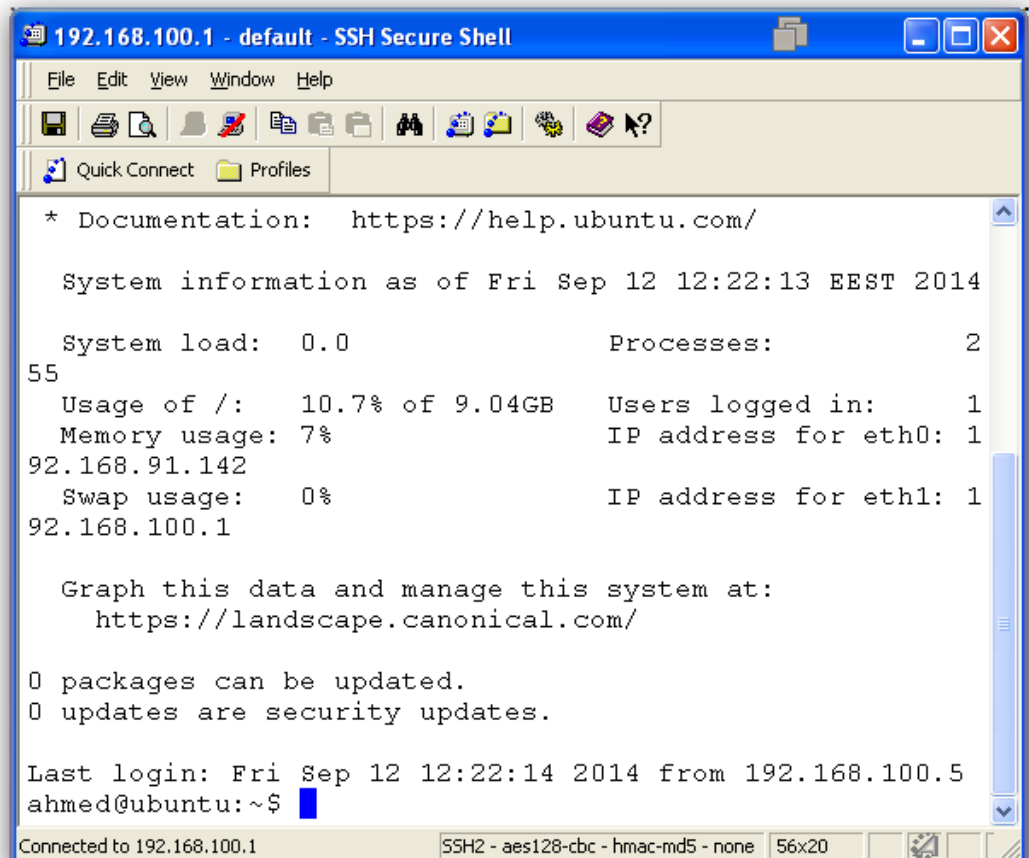 192.168.100.1 - default - SSH Secure Shell
File Edit View Window Help
Quick Connect Profiles
* Documentation: https://help.ubuntu.com/
System information as of Fri Sep 12 12:22:13 EEST 2014
System load: 0.0 Processes: 2
55
Usage of /: 10.7% of 9.04GB Users logged in: 1
Memory usage: 7% IP address for eth0: 1
92.168.91.142
Swap usage: 0% IP address for eth1: 1
92.168.100.1
Graph this data and manage this system at:
https://landscape.canonical.com/
0 packages can be updated.
0 updates are security updates.
Last login: Fri Sep 12 12:22:14 2014 from 192.168.100.5
ahmed@ubuntu:~$
Connected to 192.168.100.1 SSH2 - aes128-cbc - hmac-md5 - none 56x20